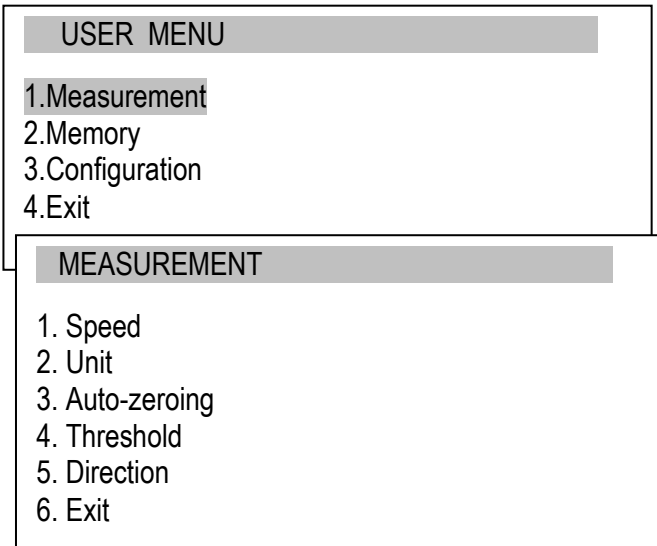 USER MENU
1.Measurement
2.Memory
3.Configuration
4.Exit
MEASUREMENT
1. Speed
2. Unit
3. Auto-zeroing
4. Threshold
5. Direction
6. Exit